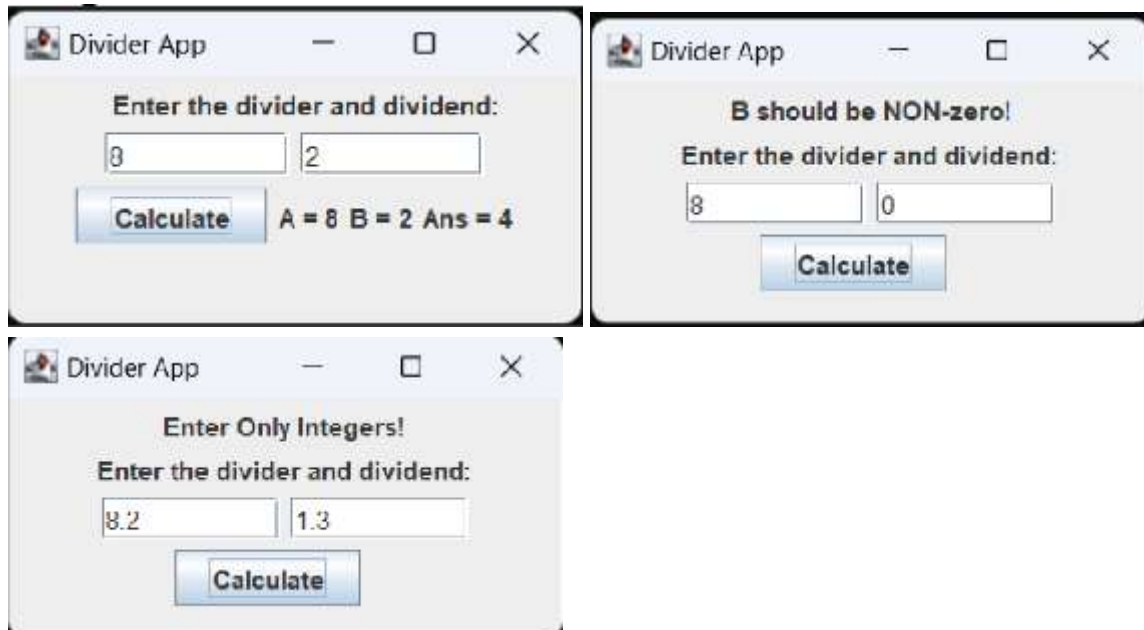 Divider App
Enter the divider and dividend:
8 2
Calculate A = 8 B = 2 Ans = 4
Divider App
B should be NON-zero!
Enter the divider and dividend:
8 0
Calculate
Divider App
Enter Only Integers!
Enter the divider and dividend:
8.2 1.3
Calculate